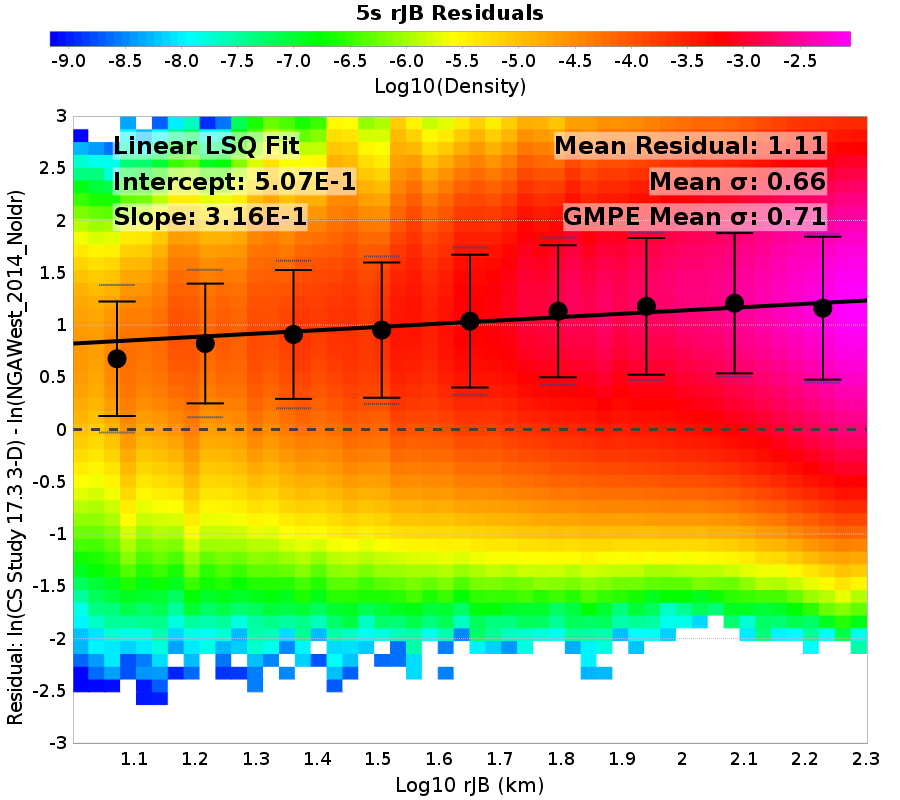 5s rJB Residuals
-9.0 -8.5 -8.0 -7.5 -7.0 -6.5 -6.0 -5.5 -5.0 -4.5 -4.0 -3.5 -3.0 -2.5
Log10(Density)
Linear LSQ Fit
Intercept: 5.07E-1
Slope: 3.16E-1
Mean Residual: 1.11
Mean σ: 0.66
GMPE Mean σ: 0.71
Residual: ln(CS Study 17.3 3-D) - ln(NGAWest_2014_NoIdr)
3
2.5
2
1.5
1
0.5
0
-0.5
-1
-1.5
-2
-2.5
-3
1.1 1.2 1.3 1.4 1.5 1.6 1.7 1.8 1.9 2 2.1 2.2 2.3
Log10 rJB (km)